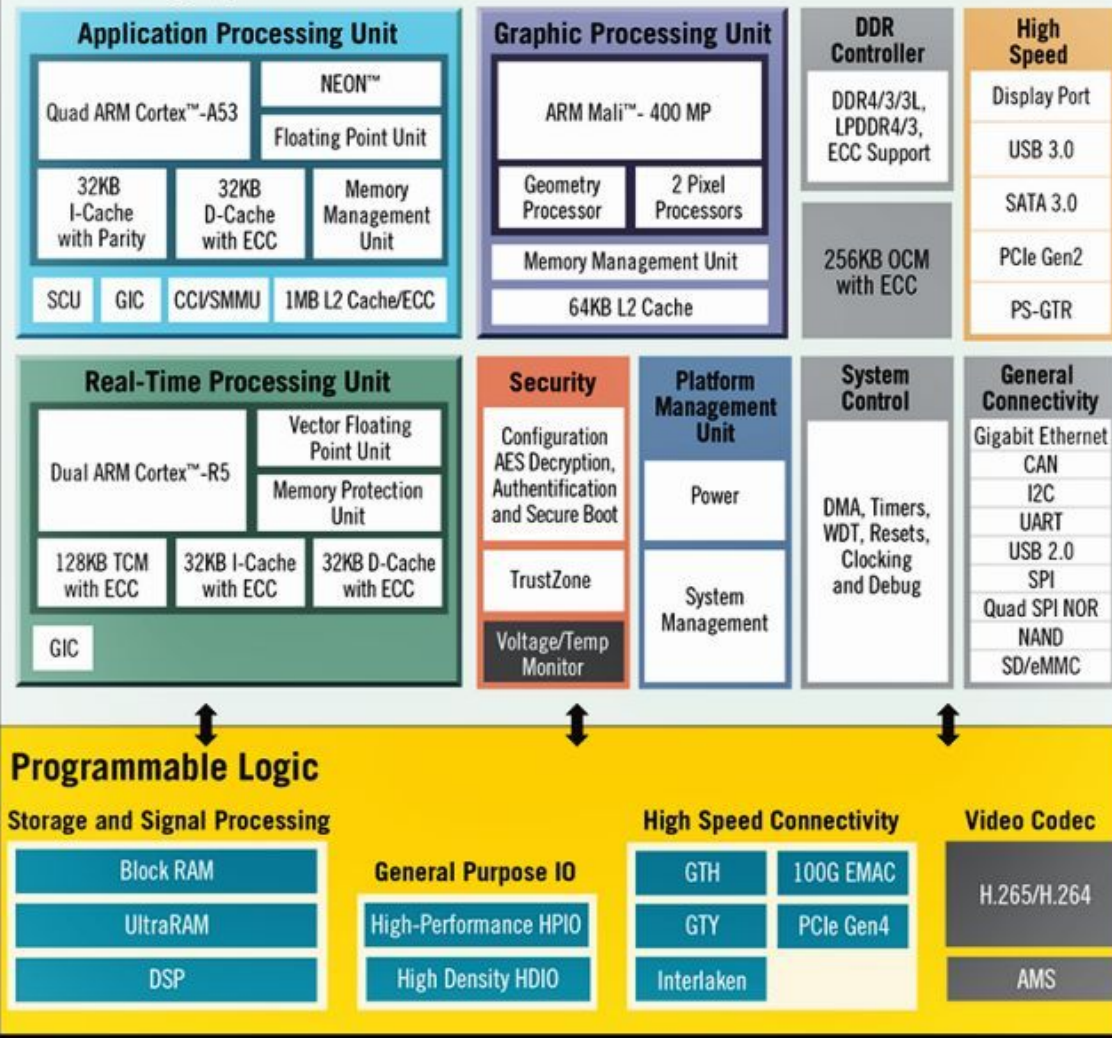 Application Processing Unit
Quad ARM Cortex™-A53
NEON™
Floating Point Unit
32KB
I-Cache
with Parity
32KB
D-Cache
with ECC
Memory
Management
Unit
SCU
GIC
CCI/SMMU
1MB L2 Cache/ECC
Graphic Processing Unit
ARM Mali™- 400 MP
Geometry
Processor
2 Pixel
Processors
Memory Management Unit
64KB L2 Cache
DDR
Controller
DDR4/3/3L,
LPDDR4/3,
ECC Support
256KB OCM
with ECC
High
Speed
Display Port
USB 3.0
SATA 3.0
PCIe Gen2
PS-GTR
Real-Time Processing Unit
Dual ARM Cortex™-R5
Vector Floating
Point Unit
Memory Protection
Unit
128KB TCM
with ECC
32KB I-Cache
with ECC
32KB D-Cache
with ECC
GIC
Security
Configuration
AES Decryption,
Authentification
and Secure Boot
TrustZone
Voltage/Temp
Monitor
Platform
Management
Unit
Power
System
Management
System
Control
DMA, Timers,
WDT, Resets,
Clocking
and Debug
General
Connectivity
Gigabit Ethernet
CAN
I2C
UART
USB 2.0
SPI
Quad SPI NOR
NAND
SD/eMMC
Programmable Logic
Storage and Signal Processing
Block RAM
UltraRAM
DSP
General Purpose IO
High-Performance HPIO
High Density HDIO
High Speed Connectivity
GTH
100G EMAC
GTY
PCIe Gen4
Interlaken
Video Codec
H.265/H.264
AMS